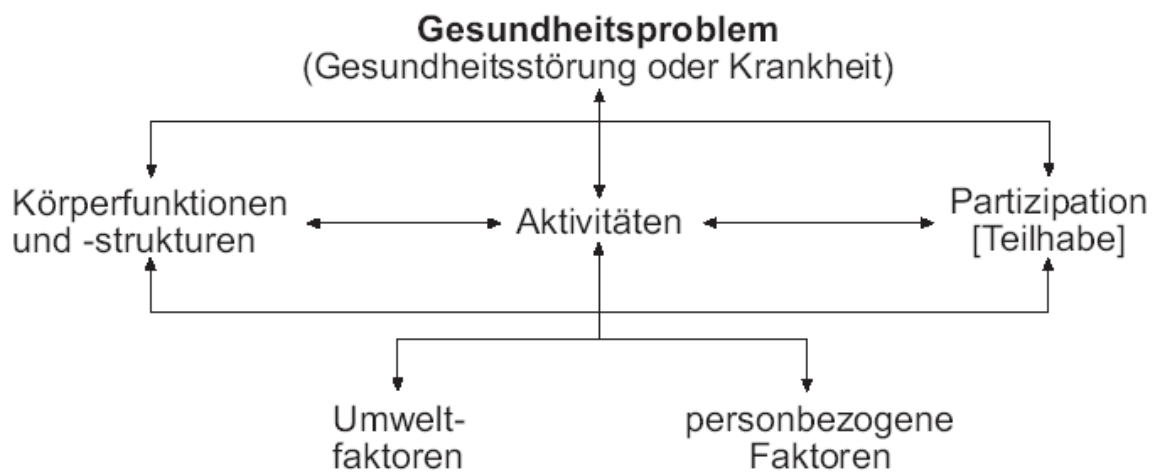 Gesundheitsproblem
(Gesundheitsstörung oder Krankheit)
Körperfunktionen
und -strukturen
Aktivitäten
Partizipation
[Teilhabe]
Umwelt-
faktoren
personbezogene
Faktoren